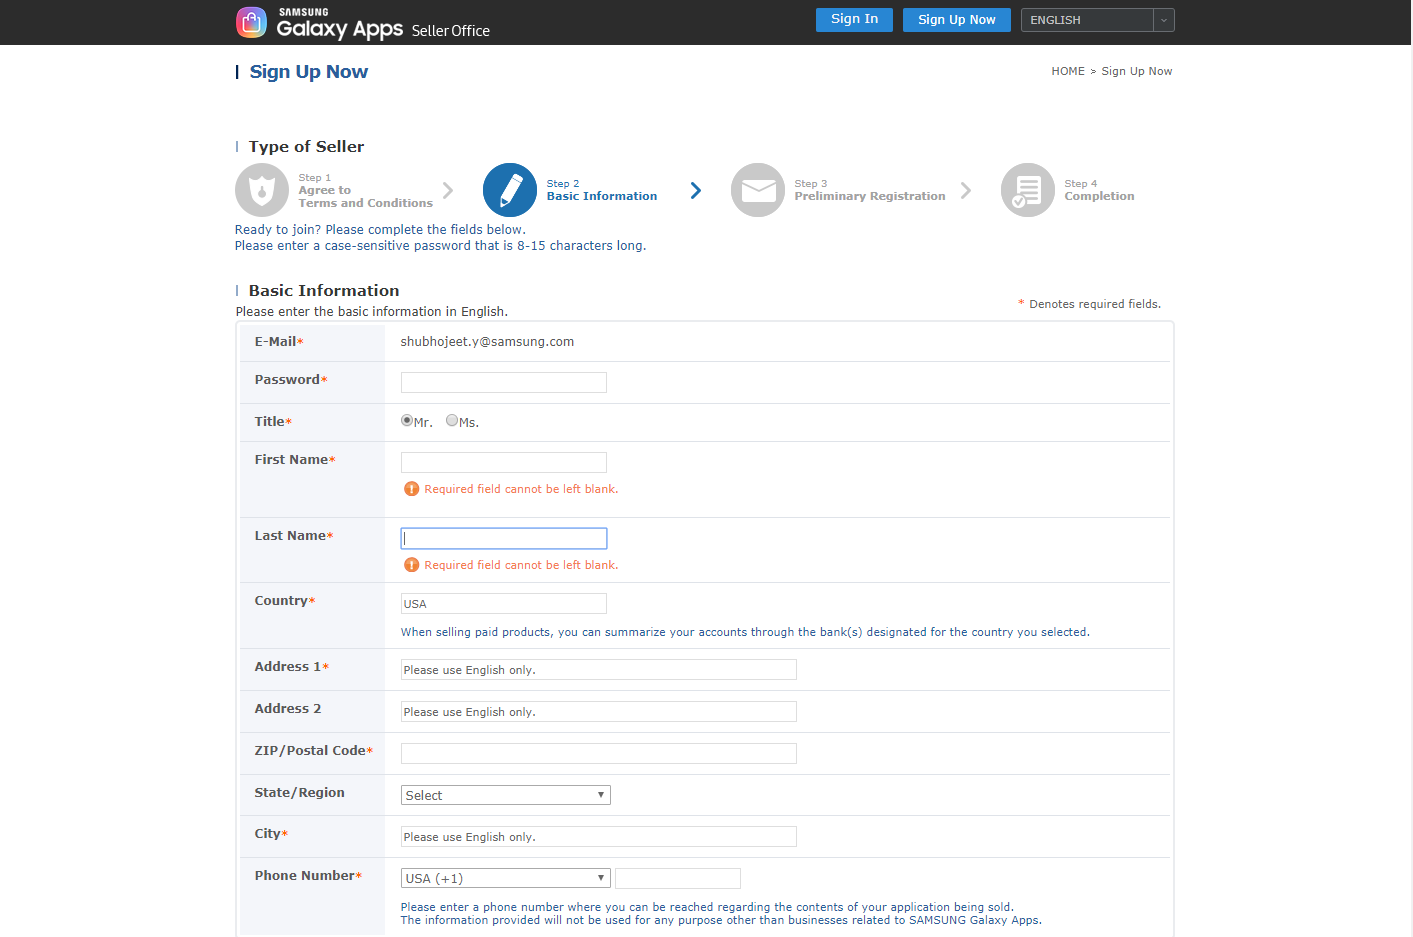 SAMSUNG
Galaxy Apps Seller Office
Sign In
Sign Up Now
ENGLISH
Sign Up Now
HOME > Sign Up Now
Type of Seller
Step 1
Agree to
Terms and Conditions
Step 2
Basic Information
Step 3
Preliminary Registration
Step 4
Completion
Ready to join? Please complete the fields below.
Please enter a case-sensitive password that is 8-15 characters long.
Basic Information
Please enter the basic information in English.
* Denotes required fields.
E-Mail* shubhojeet.y@samsung.com
Password*
Title* Mr. Ms.
First Name*
Required field cannot be left blank.
Last Name*
Required field cannot be left blank.
Country* USA
When selling paid products, you can summarize your accounts through the bank(s) designated for the country you selected.
Address 1* Please use English only.
Address 2 Please use English only.
ZIP/Postal Code*
State/Region Select
City* Please use English only.
Phone Number* USA (+1)
Please enter a phone number where you can be reached regarding the contents of your application being sold.
The information provided will not be used for any purpose other than businesses related to SAMSUNG Galaxy Apps.